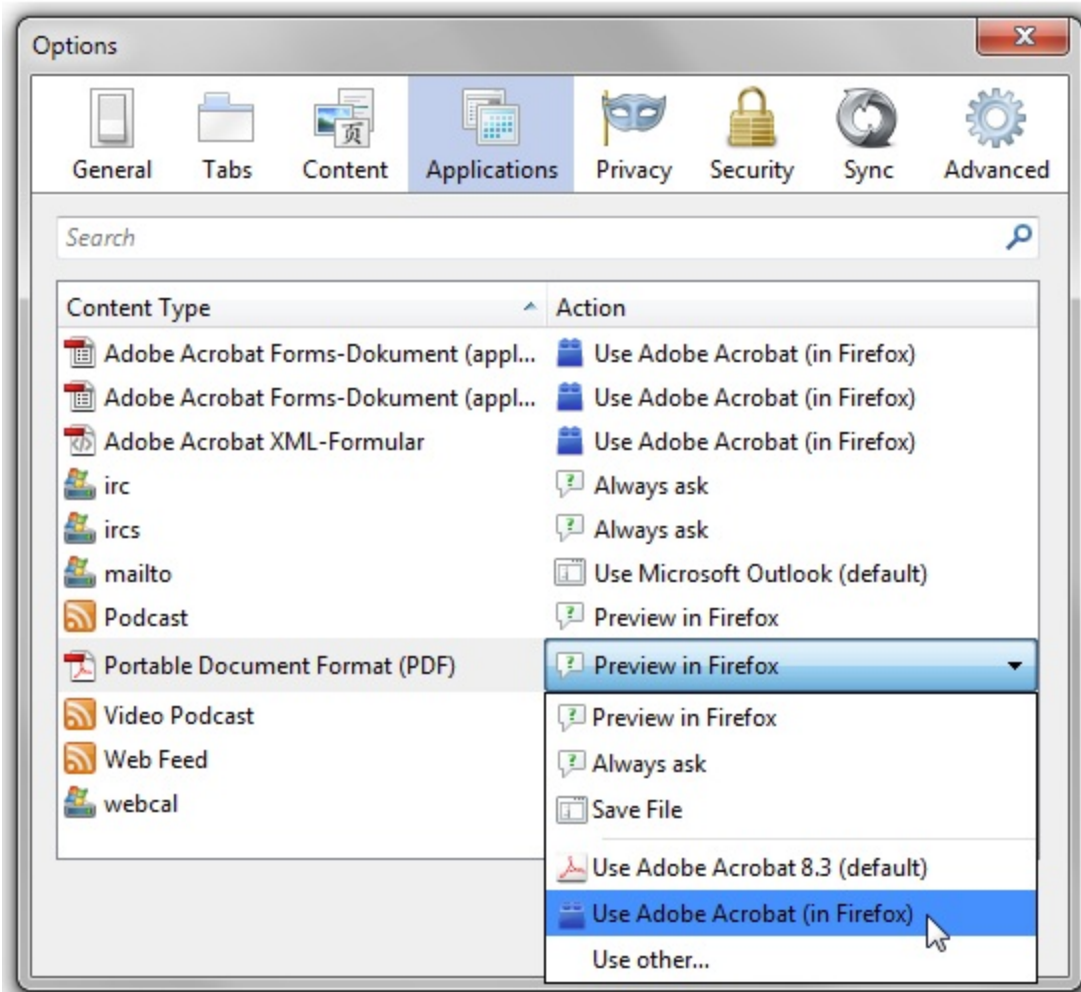 Options
General Tabs Content Applications Privacy Security Sync Advanced
Search
Content Type Action
Adobe Acrobat Forms-Dokument (appl... Use Adobe Acrobat (in Firefox)
Adobe Acrobat Forms-Dokument (appl... Use Adobe Acrobat (in Firefox)
Adobe Acrobat XML-Formular Use Adobe Acrobat (in Firefox)
irc Always ask
ircs Always ask
mailto Use Microsoft Outlook (default)
Podcast Preview in Firefox
Portable Document Format (PDF) Preview in Firefox
Video Podcast Preview in Firefox
Web Feed Always ask
webcal Save File
Use Adobe Acrobat 8.3 (default)
Use Adobe Acrobat (in Firefox)
Use other...